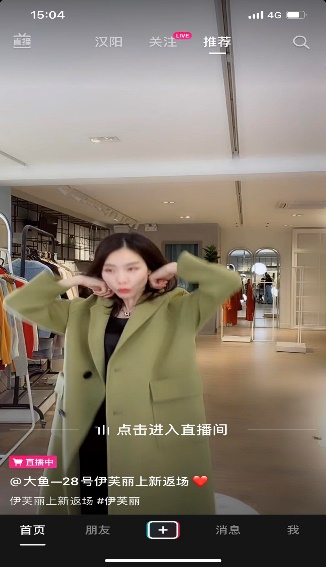 15:04
4G
直播
汉阳
关注
LIVE
推荐
点击进入直播间
直播中
@大鱼—28号伊芙丽上新返场❤️
伊芙丽上新返场 #伊芙丽
首页
朋友
消息
我